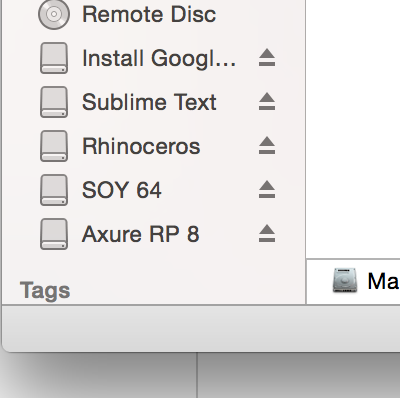 Remote Disc
Install Googl...
Sublime Text
Rhinoceros
SOY 64
Axure RP 8
Tags
Ma